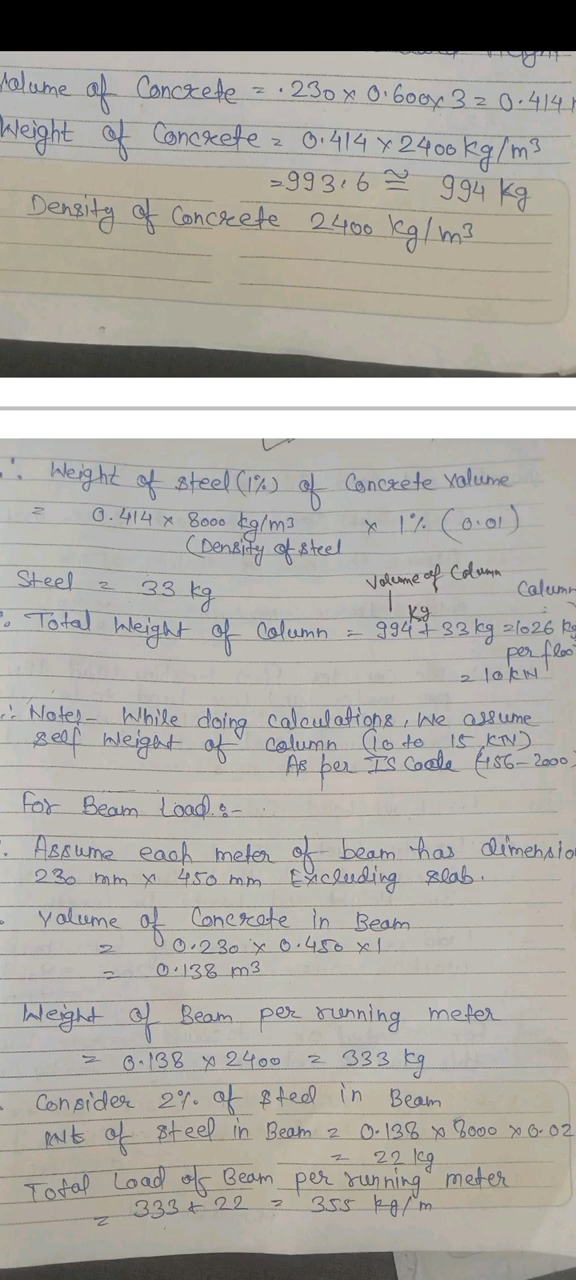 Volume of Concrete = .230 x 0.600 x 3 = 0.414
Weight of Concrete = 0.414 x 2400 kg/m3
= 993.6 ≅ 994 kg
Density of Concrete 2400 kg/m3
∴ Weight of steel (1%) of Concrete volume
= 0.414 x 8000 kg/m3 x 1% (0.01)
(Density of steel
Steel = 33 kg
Volume of Column
Column
kg
∴ Total Weight of Column = 994 + 33 kg = 1026 kg
per floo
= 10 KN
∴ Note:- While doing calculations, We assume
self Weight of column (10 to 15 KN)
As per IS Code (456-2000)
For Beam Load:-
Assume each meter of beam has dimensio
230 mm x 450 mm Excluding slab.
Volume of Concrete in Beam
= 0.230 x 0.450 x 1
= 0.138 m3
Weight of Beam per running meter
= 0.138 x 2400 = 333 kg
Consider 2% of steel in Beam
Wt of steel in Beam = 0.138 x 8000 x 0.02
= 22 kg
Total Load of Beam per running meter
= 333 + 22 = 355 kg/m